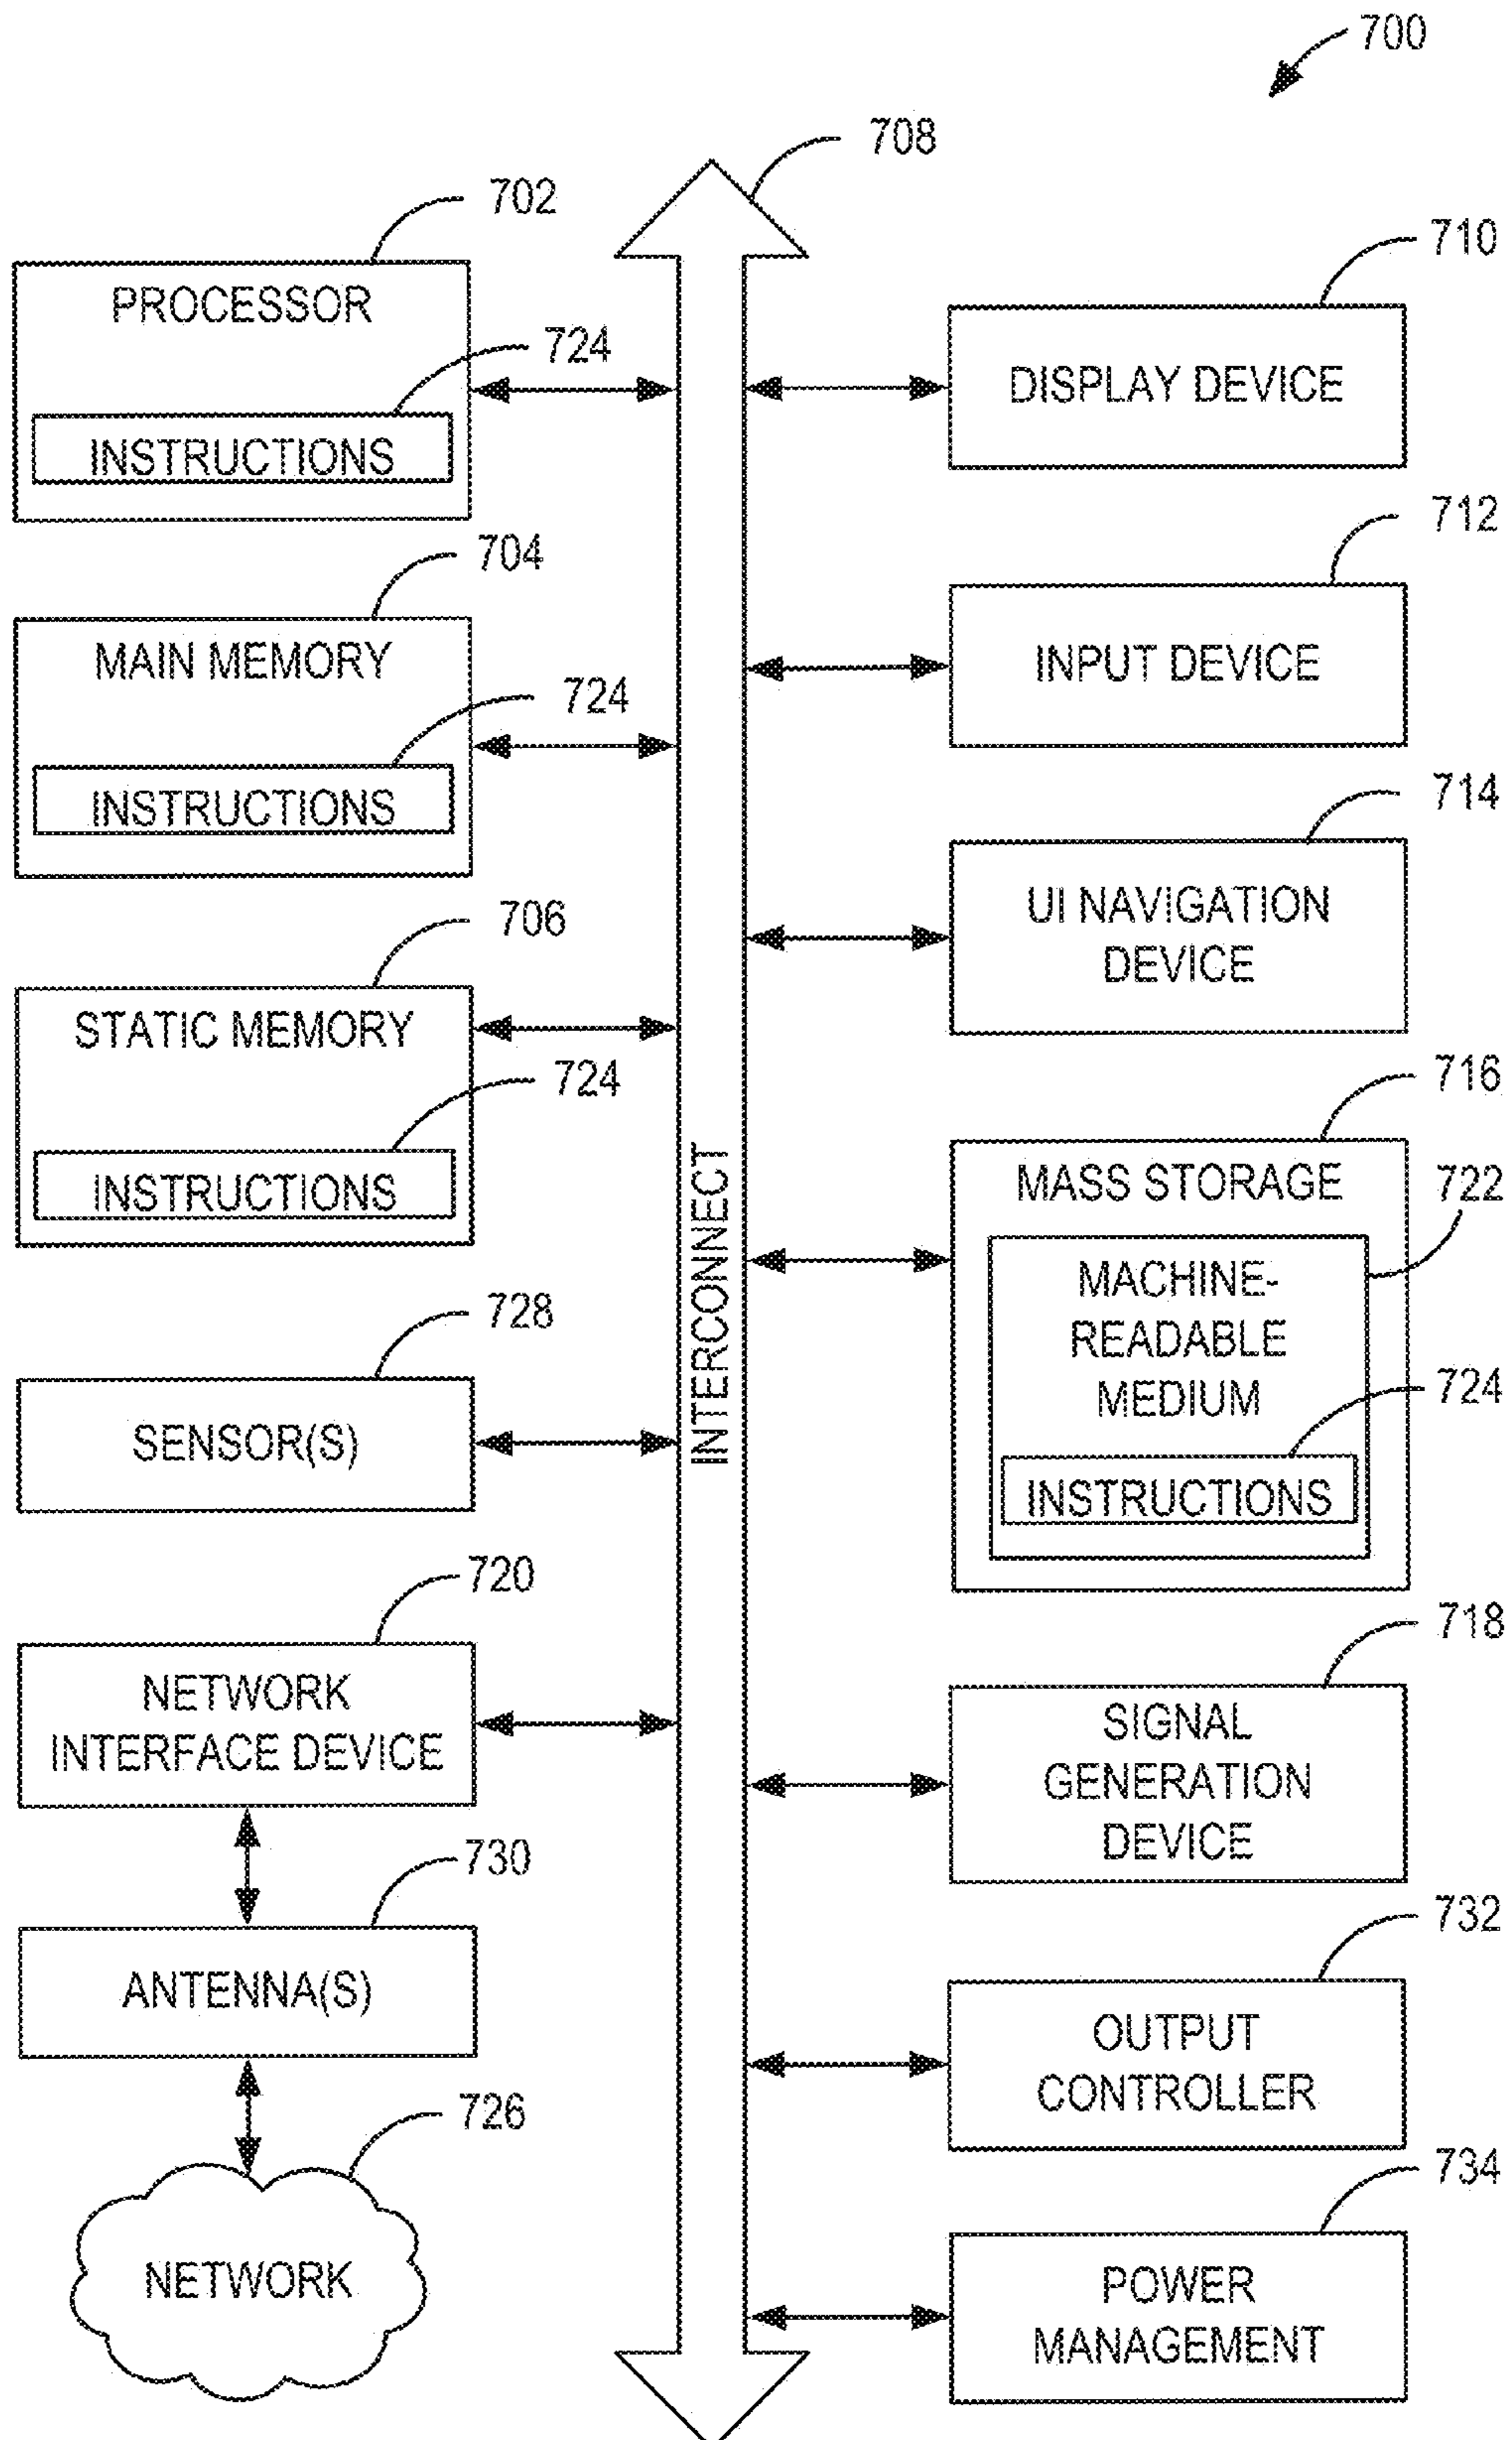 700
708
702
PROCESSOR
724
INSTRUCTIONS
704
MAIN MEMORY
724
INSTRUCTIONS
706
STATIC MEMORY
724
INSTRUCTIONS
728
SENSOR(S)
720
NETWORK
INTERFACE DEVICE
730
ANTENNA(S)
726
NETWORK
INTERCONNECT
710
DISPLAY DEVICE
712
INPUT DEVICE
714
UI NAVIGATION
DEVICE
716
MASS STORAGE
722
MACHINE-
READABLE
MEDIUM
724
INSTRUCTIONS
718
SIGNAL
GENERATION
DEVICE
732
OUTPUT
CONTROLLER
734
POWER
MANAGEMENT